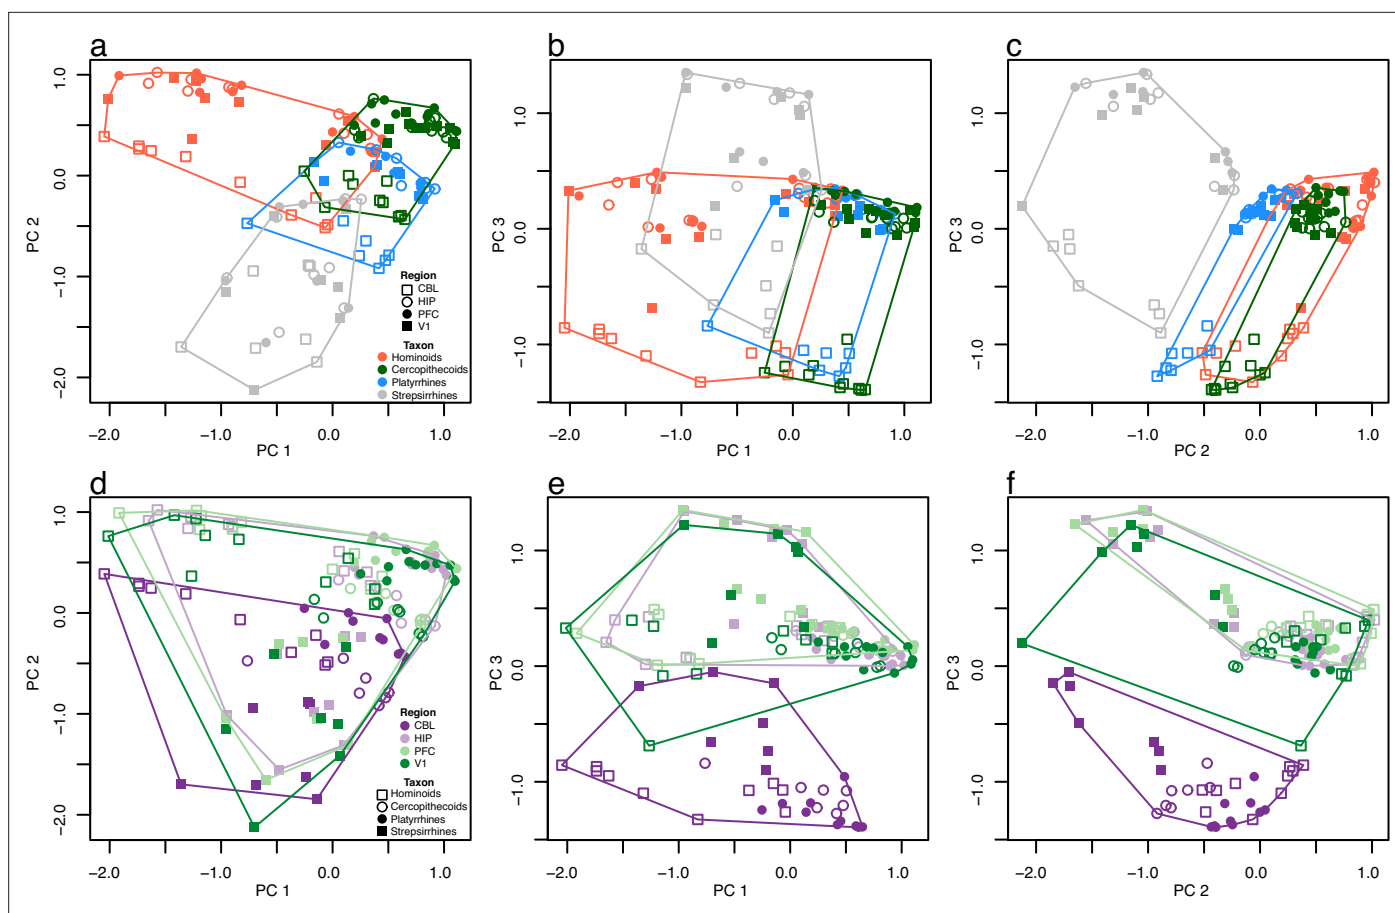 a
1.0
0.0
−1.0
−2.0
PC 2
−2.0
−1.0
0.0
1.0
PC 1
Region
CBL
HIP
PFC
V1
Taxon
Hominoids
Cercopithecoids
Platyrrhines
Strepsirrhines
b
1.0
0.0
−1.0
PC 3
−2.0
−1.0
0.0
1.0
PC 1
c
1.0
0.0
−1.0
PC 3
−2.0
−1.0
0.0
1.0
PC 2
d
1.0
0.0
−1.0
−2.0
PC 2
−2.0
−1.0
0.0
1.0
PC 1
Region
CBL
HIP
PFC
V1
Taxon
Hominoids
Cercopithecoids
Platyrrhines
Strepsirrhines
e
1.0
0.0
−1.0
PC 3
−2.0
−1.0
0.0
1.0
PC 1
f
1.0
0.0
−1.0
PC 3
−2.0
−1.0
0.0
1.0
PC 2